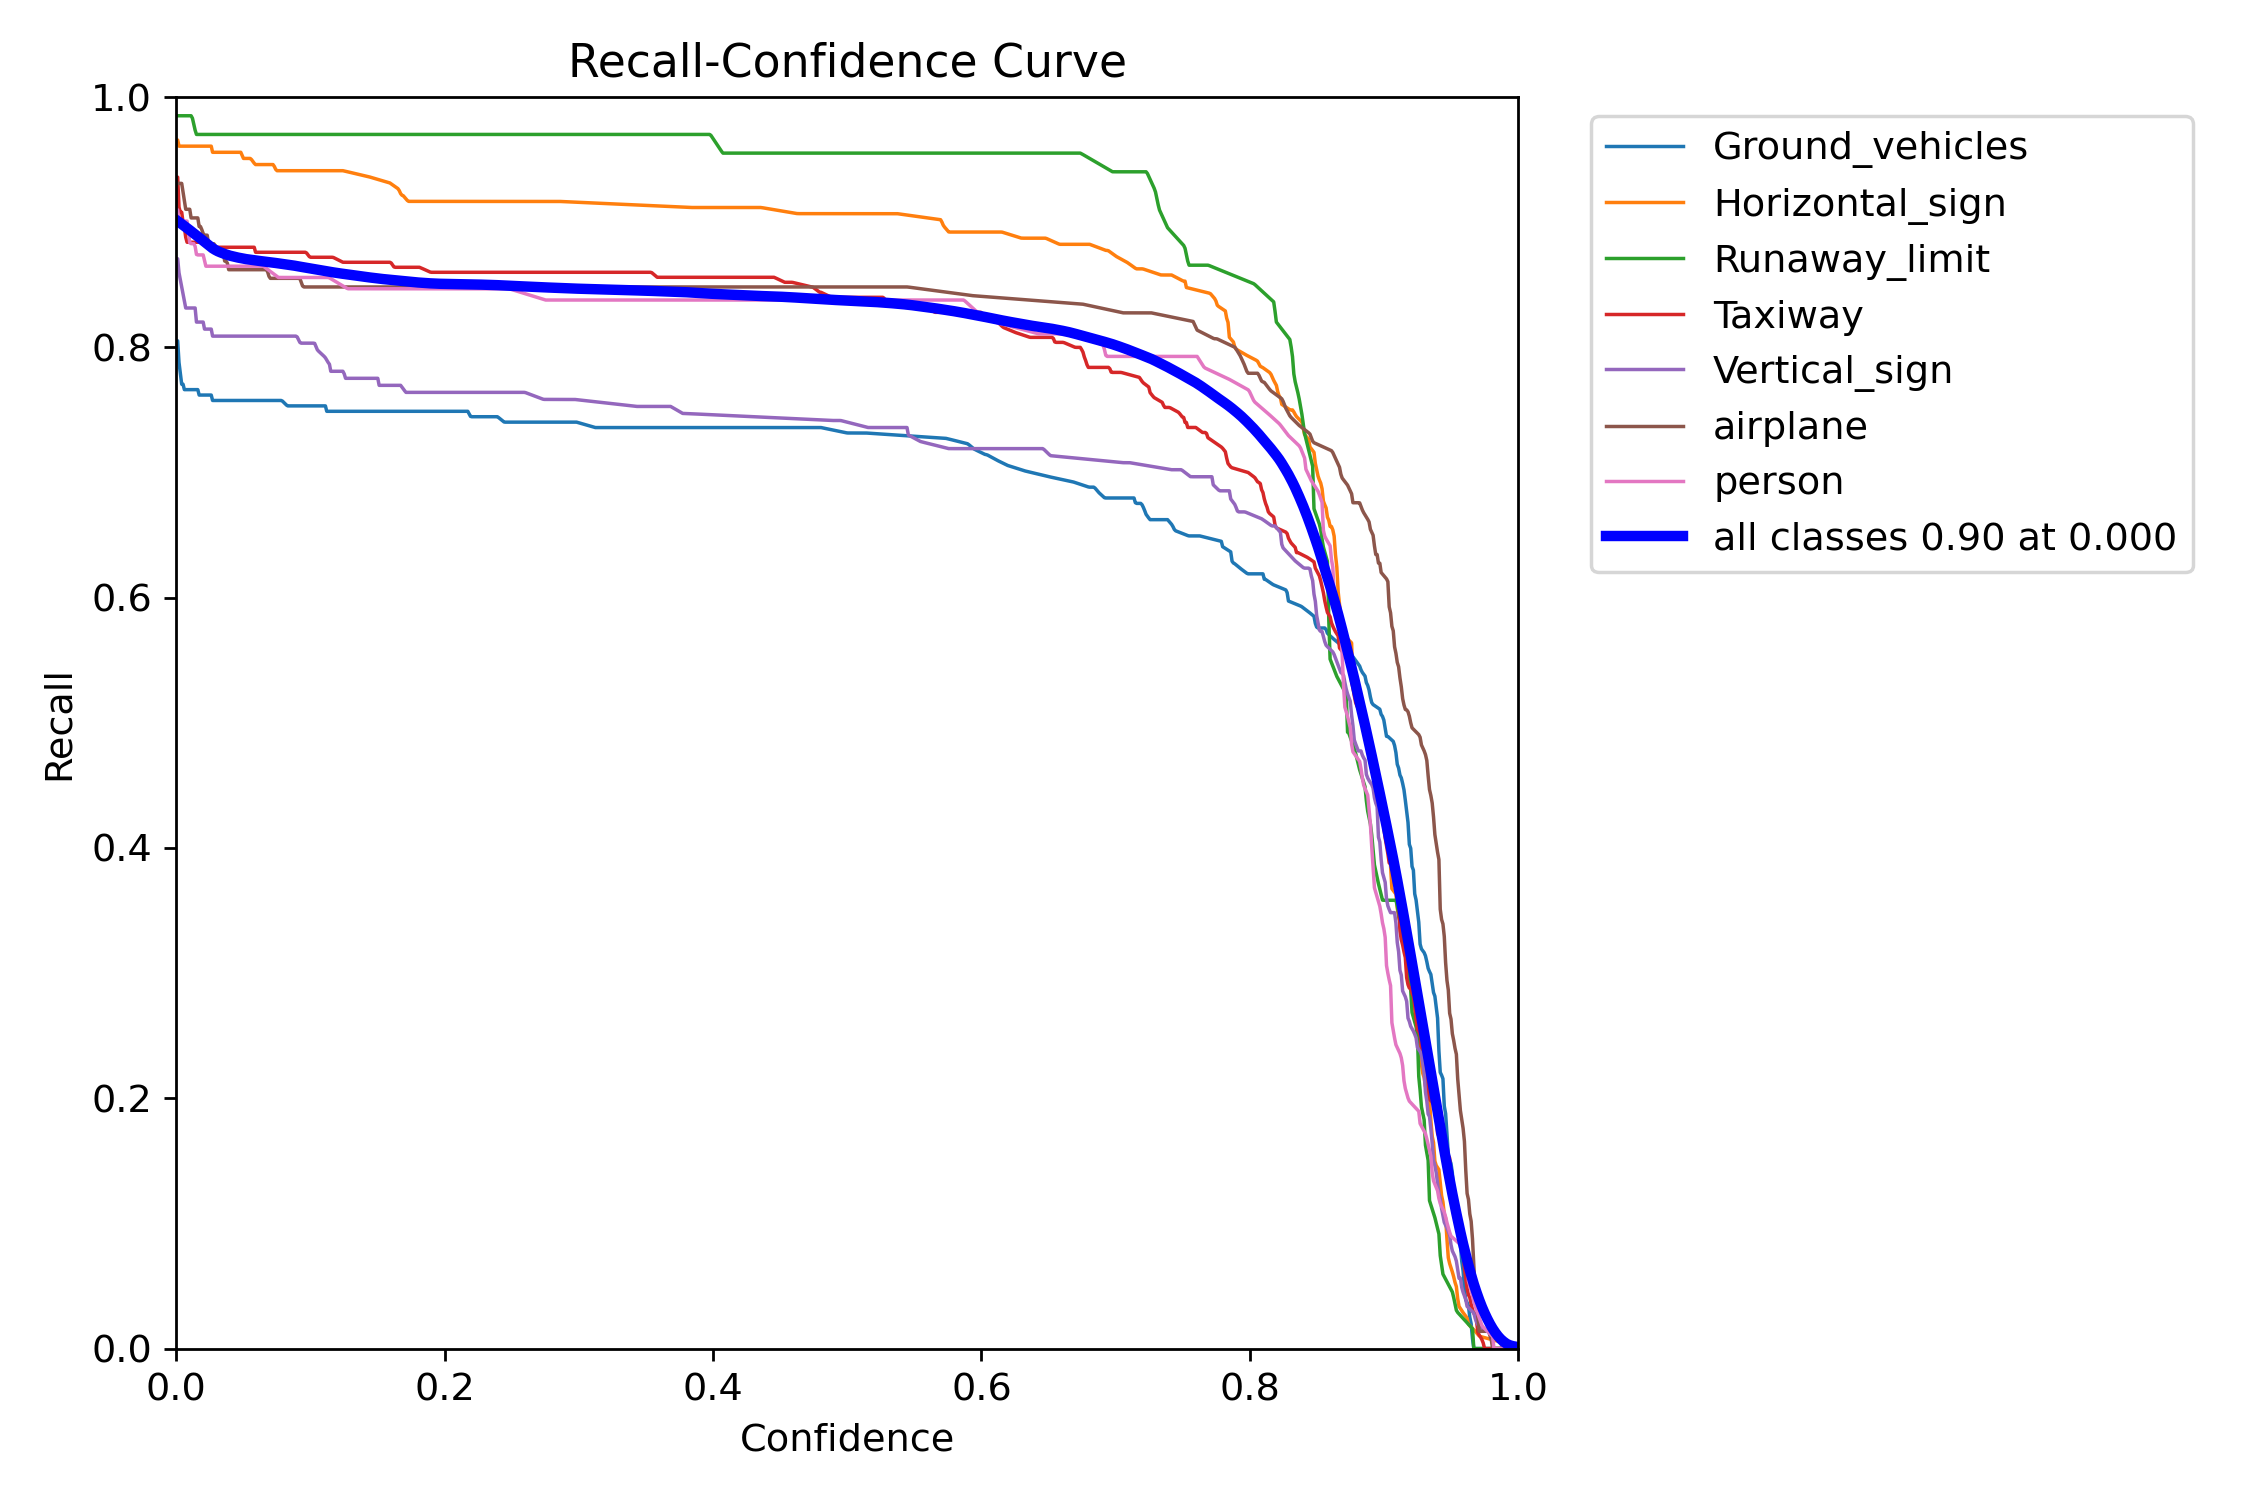 Recall-Confidence Curve
1.0
0.8
0.6
0.4
0.2
0.0
Recall
0.0 0.2 0.4 0.6 0.8 1.0
Confidence
Ground_vehicles
Horizontal_sign
Runaway_limit
Taxiway
Vertical_sign
airplane
person
all classes 0.90 at 0.000